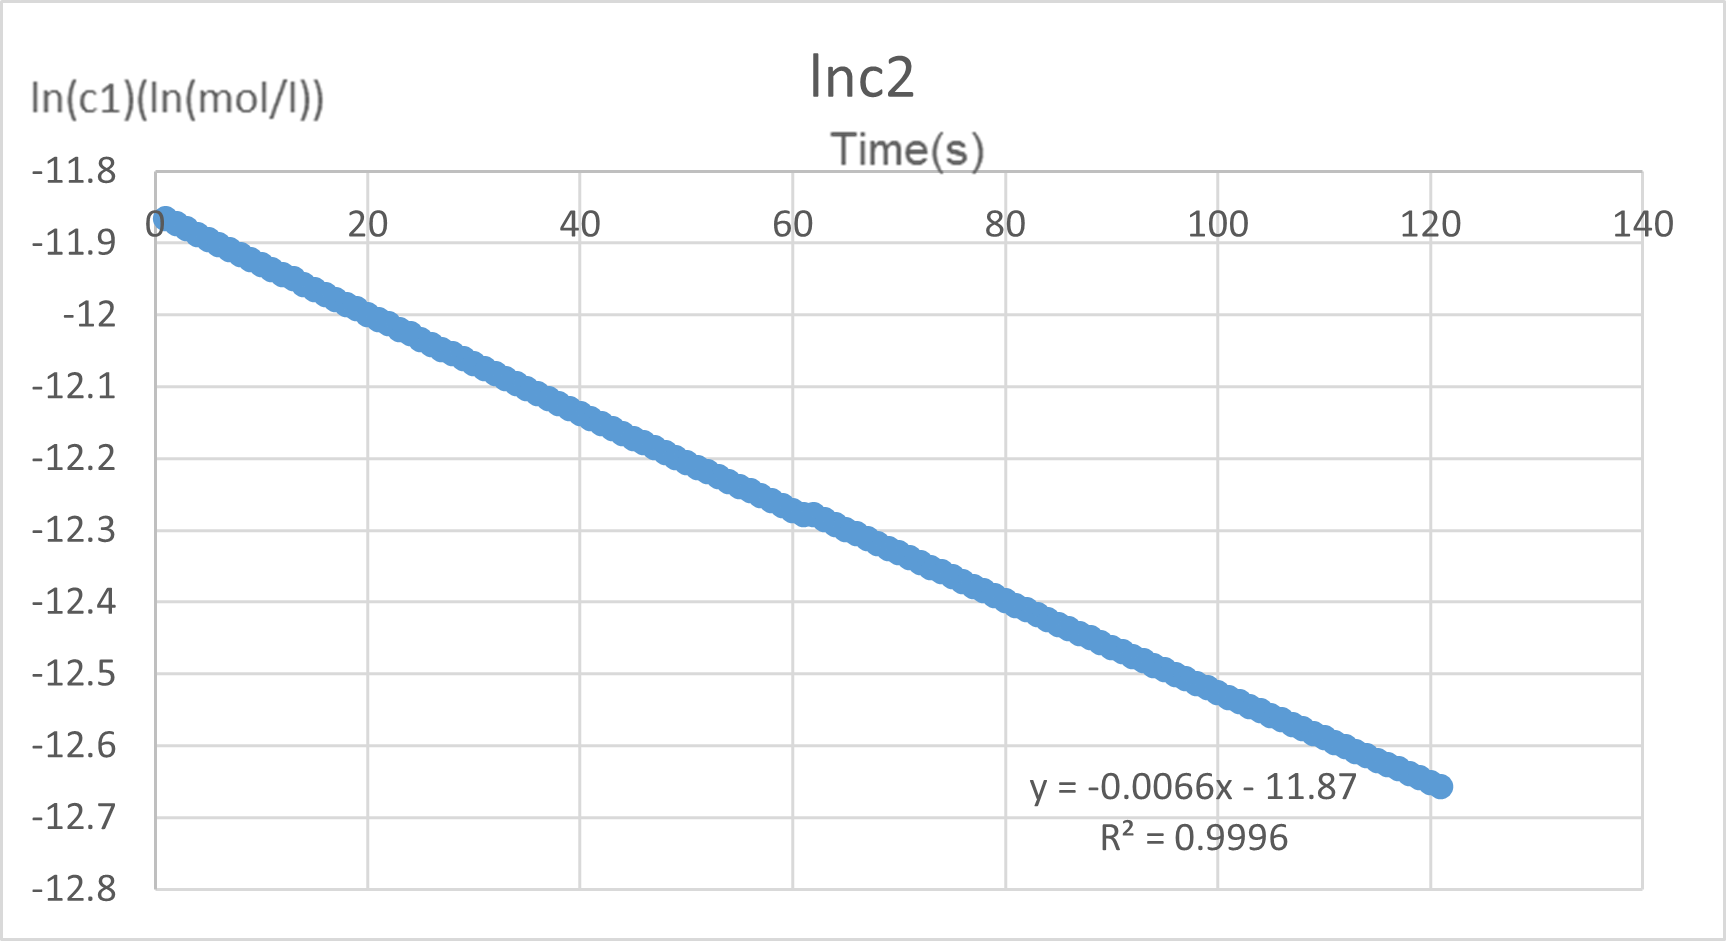 lnc2
ln(c1)(ln(mol/l))
Time(s)
-11.8
0 20 40 60 80 100 120 140
-11.9
-12
-12.1
-12.2
-12.3
-12.4
-12.5
-12.6
y = -0.0066x - 11.87
-12.7
R² = 0.9996
-12.8